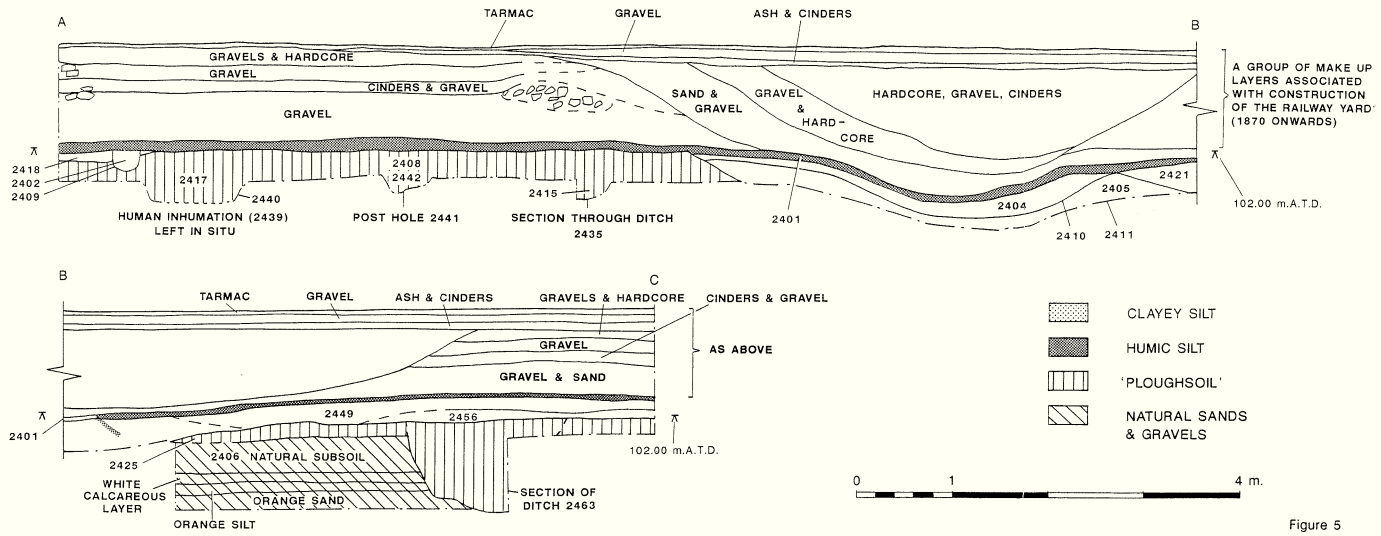 A
TARMAC
GRAVEL
ASH & CINDERS
B
GRAVELS & HARDCORE
GRAVEL
CINDERS & GRAVEL
GRAVEL
SAND &
GRAVEL
GRAVEL
&
HARD-
CORE
HARDCORE, GRAVEL, CINDERS
A GROUP OF MAKE UP
LAYERS ASSOCIATED
WITH CONSTRUCTION
OF THE RAILWAY YARD
(1870 ONWARDS)
2418
2402
2409
2417
2440
HUMAN INHUMATION (2439)
LEFT IN SITU
2408
2442
POST HOLE 2441
2415
SECTION THROUGH DITCH
2435
2401
2404
2405
2421
2410
2411
102.00 m.A.T.D.
B
C
TARMAC
GRAVEL
ASH & CINDERS
GRAVELS & HARDCORE
CINDERS & GRAVEL
GRAVEL
GRAVEL & SAND
AS ABOVE
2401
2449
2456
2425
2406 NATURAL SUBSOIL
WHITE
CALCAREOUS
LAYER
ORANGE SAND
ORANGE SILT
SECTION OF
DITCH 2463
102.00 m.A.T.D.
CLAYEY SILT
HUMIC SILT
'PLOUGHSOIL'
NATURAL SANDS
& GRAVELS
0 1 4 m.
Figure 5